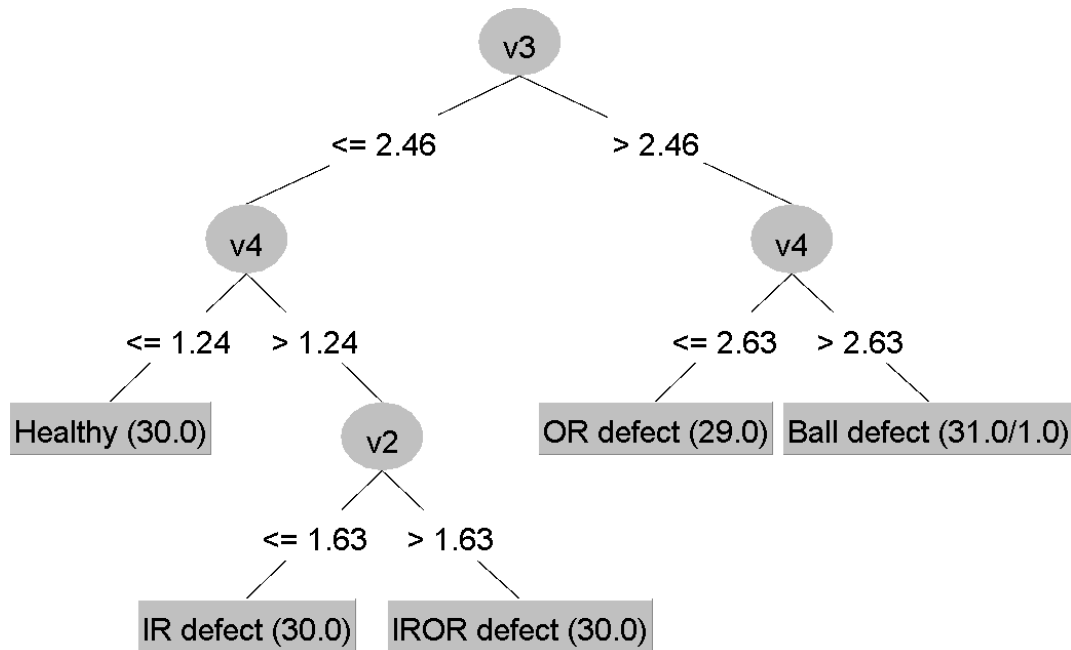 v3
<= 2.46
> 2.46
v4
v4
<= 1.24
> 1.24
<= 2.63
> 2.63
Healthy (30.0)
v2
OR defect (29.0)
Ball defect (31.0/1.0)
<= 1.63
> 1.63
IR defect (30.0)
IROR defect (30.0)